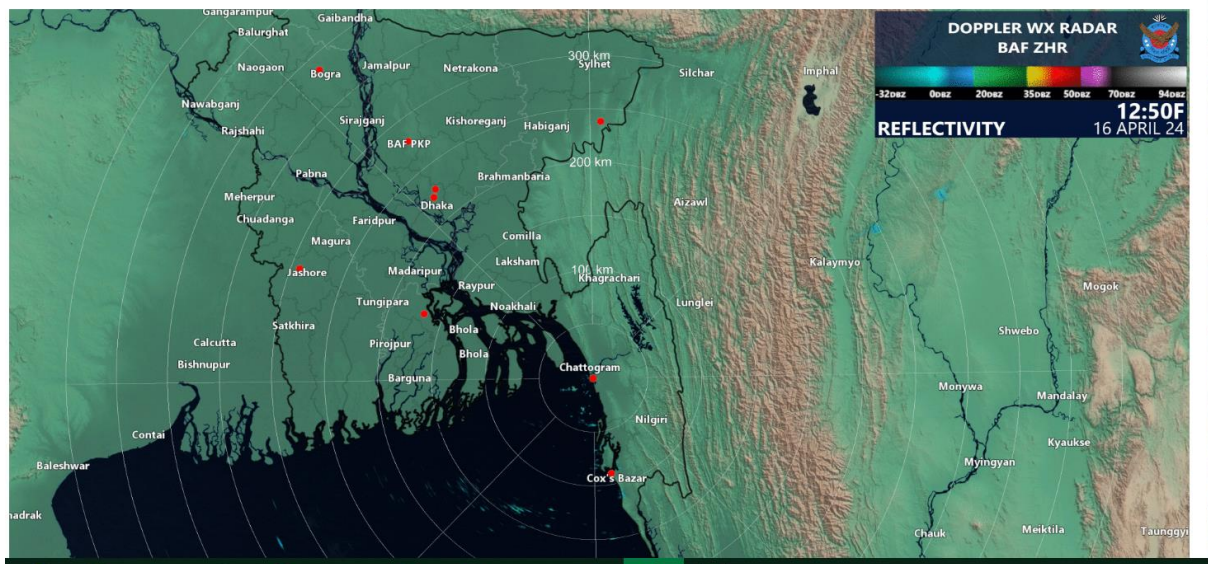 Gangarampur
Gaibandha
Balurghat
DOPPLER WX RADAR
BAF ZHR
300 km
Sylhet
Naogaon
Bogra
Jamalpur
Netrakona
Silchar
Imphal
-32DBZ 0DBZ 20DBZ 35DBZ 50DBZ 70DBZ 94DBZ
Nawabganj
12:50F
REFLECTIVITY
16 APRIL 24
Rajshahi
Sirajganj
Kishoreganj
Habiganj
BAF PKP
200 km
Pabna
Brahmanbaria
Meherpur
Dhaka
Aizawl
Chuadanga
Faridpur
Magura
Comilla
Laksham
Kalaymyo
Jashore
Madaripur
100 km
Khagrachari
Raypur
Mogok
Tungipara
Noakhali
Lunglei
Satkhira
Bhola
Shwebo
Calcutta
Pirojpur
Bhola
Bishnupur
Chattogram
Barguna
Monywa
Mandalay
Nilgiri
Contai
Kyaukse
Baleshwar
Myingyan
Cox's Bazar
adrak
Chauk
Meiktila
Taunggyi